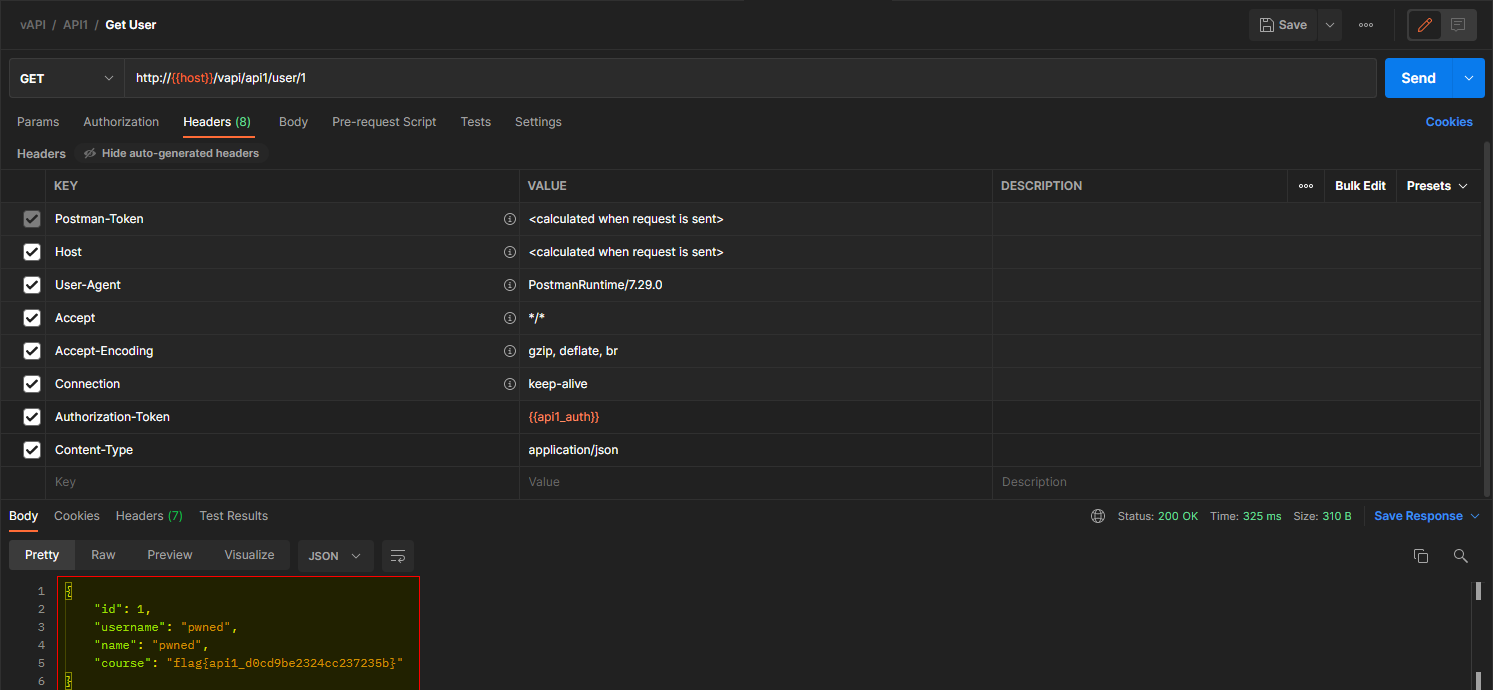 vAPI / API1 / Get User
Save
GET
http://{{host}}/vapi/api1/user/1
Send
Params Authorization Headers (8) Body Pre-request Script Tests Settings Cookies
Headers Hide auto-generated headers
KEY VALUE DESCRIPTION Bulk Edit Presets
Postman-Token <calculated when request is sent>
Host <calculated when request is sent>
User-Agent PostmanRuntime/7.29.0
Accept */*
Accept-Encoding gzip, deflate, br
Connection keep-alive
Authorization-Token {{api1_auth}}
Content-Type application/json
Key Value Description
Body Cookies Headers (7) Test Results Status: 200 OK Time: 325 ms Size: 310 B Save Response
Pretty Raw Preview Visualize JSON
1 {
2 "id": 1,
3 "username": "pwned",
4 "name": "pwned",
5 "course": "flag{api1_d0cd9be2324cc237235b}"
6 }